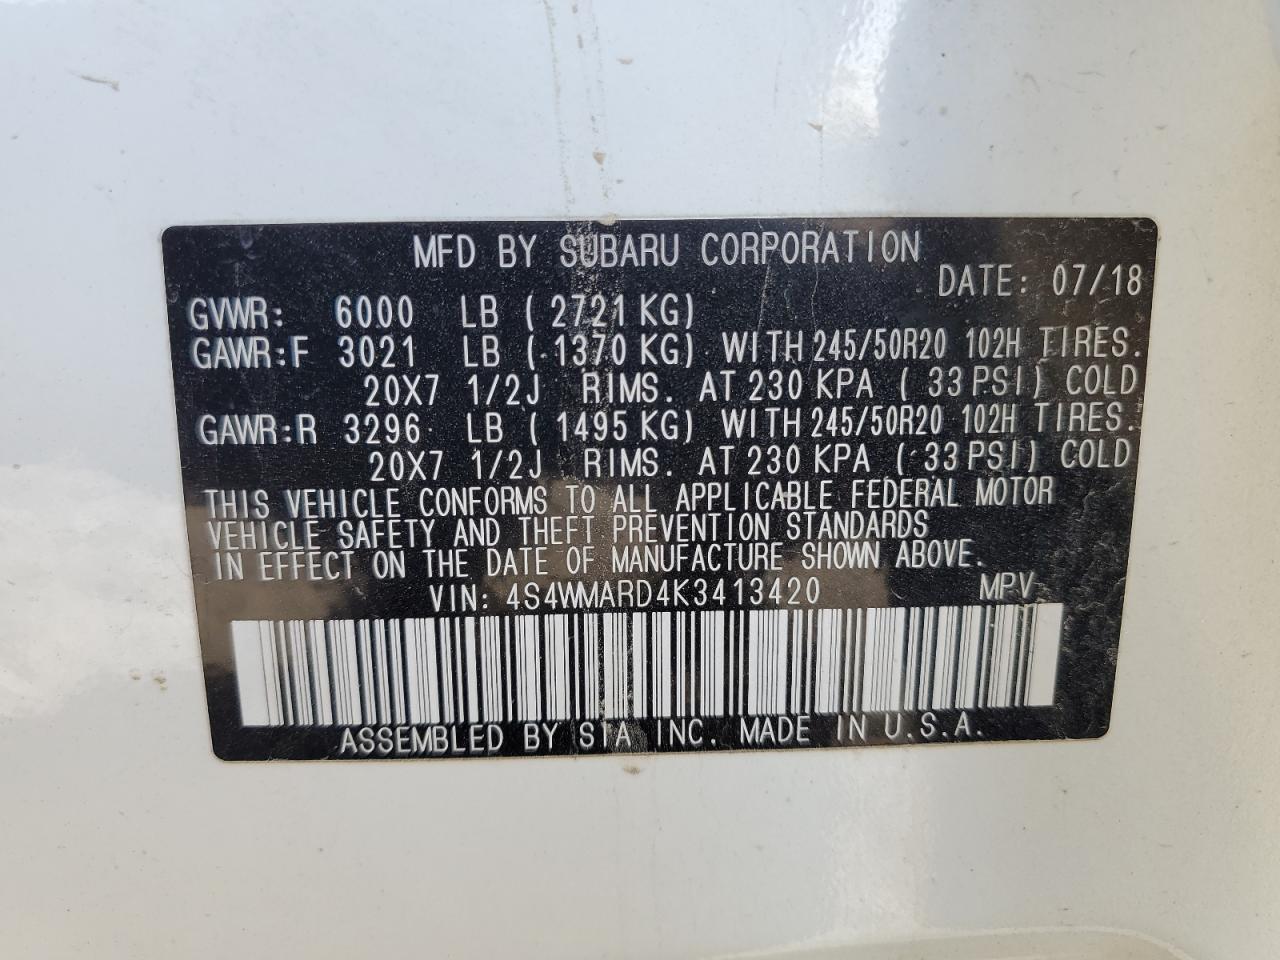 MFD BY SUBARU CORPORATION
DATE: 07/18
GVWR: 6000 LB ( 2721 KG)
GAWR:F 3021 LB ( 1370 KG) WITH 245/50R20 102H TIRES.
20X7 1/2J RIMS. AT 230 KPA ( 33 PSI) COLD
GAWR:R 3296 LB ( 1495 KG) WITH 245/50R20 102H TIRES.
20X7 1/2J RIMS. AT 230 KPA ( 33 PSI) COLD
THIS VEHICLE CONFORMS TO ALL APPLICABLE FEDERAL MOTOR
VEHICLE SAFETY AND THEFT PREVENTION STANDARDS
IN EFFECT ON THE DATE OF MANUFACTURE SHOWN ABOVE.
VIN: 4S4WMARD4K3413420 MPV
ASSEMBLED BY SIA INC. MADE IN U.S.A.